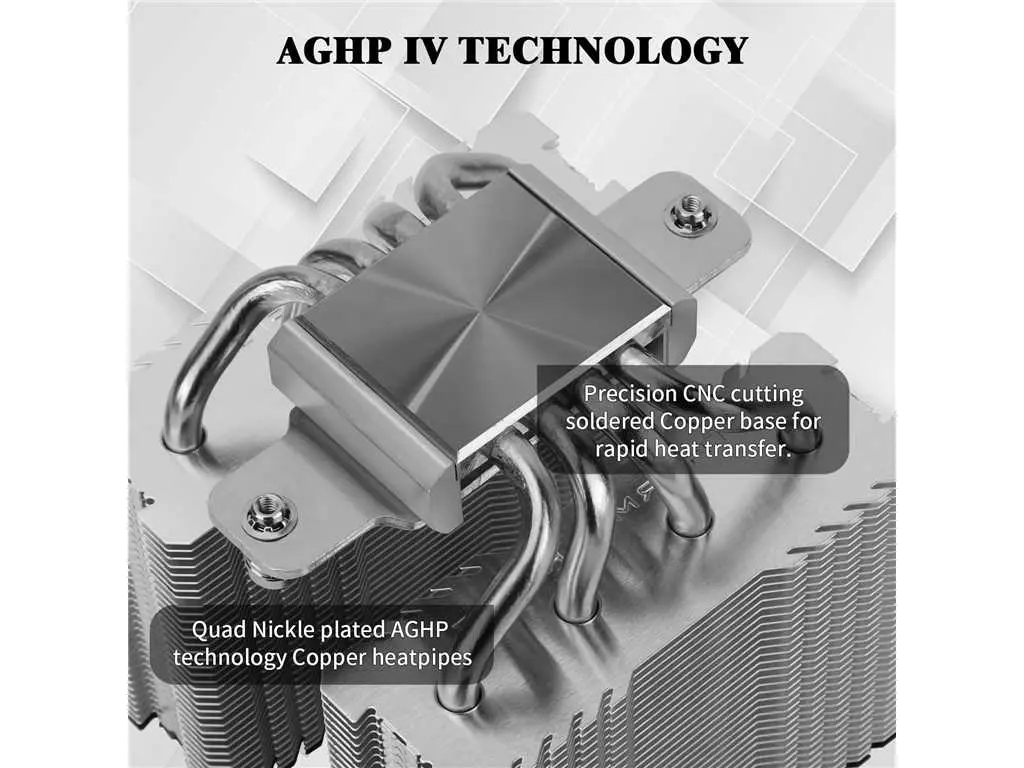 AGHP IV TECHNOLOGY
Precision CNC cutting
soldered Copper base for
rapid heat transfer.
Quad Nickle plated AGHP
technology Copper heatpipes